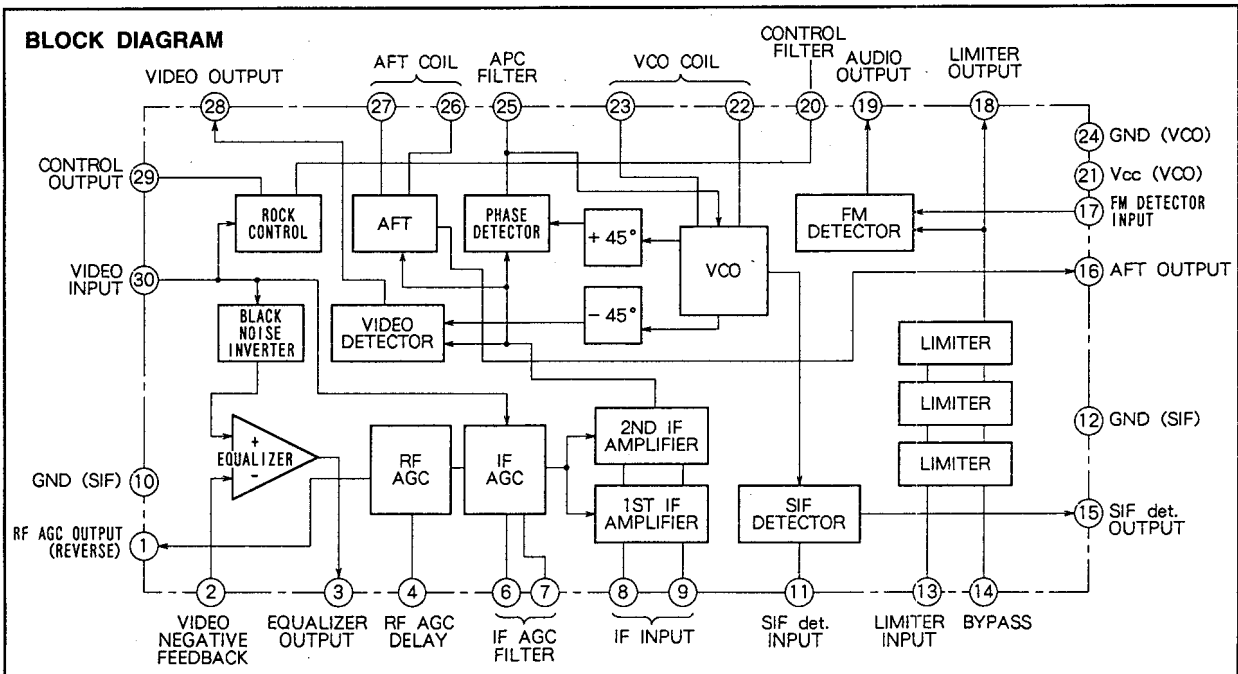 BLOCK DIAGRAM
VIDEO OUTPUT
AFT COIL
APC
FILTER
VCO COIL
CONTROL
FILTER
AUDIO
OUTPUT
LIMITER
OUTPUT
28
27
26
25
23
22
20
19
18
24 GND (VCO)
21 Vcc (VCO)
17 FM DETECTOR
INPUT
16 AFT OUTPUT
CONTROL
OUTPUT 29
VIDEO
INPUT 30
ROCK
CONTROL
AFT
PHASE
DETECTOR
+ 45°
VCO
FM
DETECTOR
BLACK
NOISE
INVERTER
VIDEO
DETECTOR
- 45°
LIMITER
LIMITER
LIMITER
12 GND (SIF)
+
EQUALIZER
-
RF
AGC
IF
AGC
2ND IF
AMPLIFIER
1ST IF
AMPLIFIER
SIF
DETECTOR
GND (SIF) 10
RF AGC OUTPUT
(REVERSE) 1
15 SIF det.
OUTPUT
2
3
4
6
7
8
9
11
13
14
VIDEO
NEGATIVE
FEEDBACK
EQUALIZER
OUTPUT
RF AGC
DELAY
IF AGC
FILTER
IF INPUT
SIF det.
INPUT
LIMITER
INPUT
BYPASS